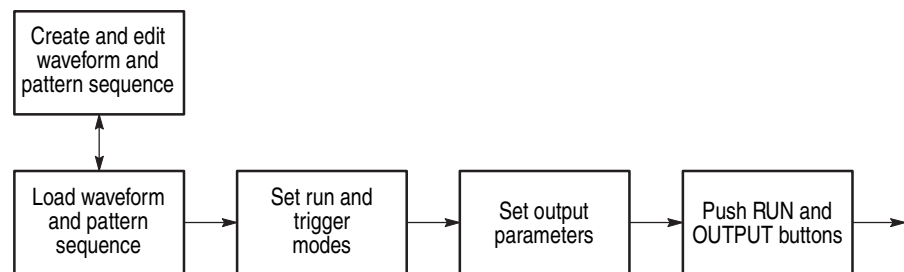 Create and edit
waveform and
pattern sequence
Load waveform
and pattern
sequence
Set run and
trigger
modes
Set output
parameters
Push RUN and
OUTPUT buttons